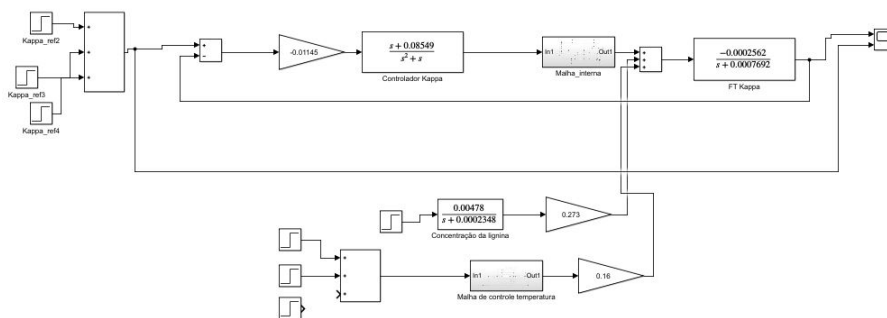 Kappa_ref2
Kappa_ref3
Kappa_ref4
+
+
+
+
−
-0.01145
s + 0.08549
s² + s
Controlador Kappa
In1 Out1
Malha_interna
+
+
+
−0.0002562
s + 0.0007692
FT Kappa
0.00478
s + 0.0002348
Concentração da lignina
0.273
+
+
+
In1 Out1
Malha de controle temperatura
0.16